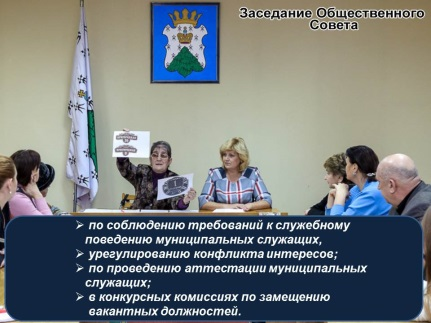 Заседание Общественного
Совета
➢ по соблюдению требований к служебному
поведению муниципальных служащих,
➢ урегулированию конфликта интересов;
➢ по проведению аттестации муниципальных
служащих;
➢ в конкурсных комиссиях по замещению
вакантных должностей.